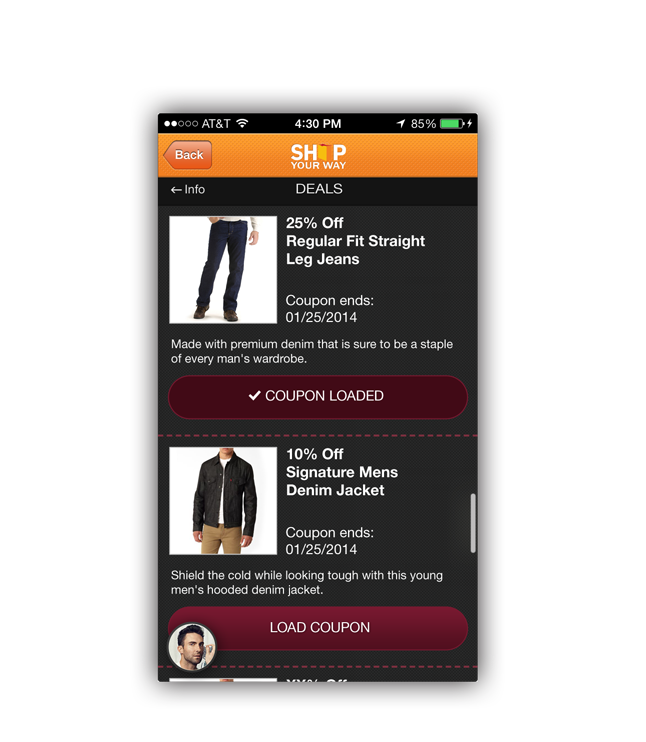 AT&T 4:30 PM 85%
Back
SHOP
YOUR WAY
← Info DEALS
25% Off
Regular Fit Straight
Leg Jeans
Coupon ends:
01/25/2014
Made with premium denim that is sure to be a staple
of every man's wardrobe.
✔ COUPON LOADED
10% Off
Signature Mens
Denim Jacket
Coupon ends:
01/25/2014
Shield the cold while looking tough with this young
men's hooded denim jacket.
LOAD COUPON
XX% Off